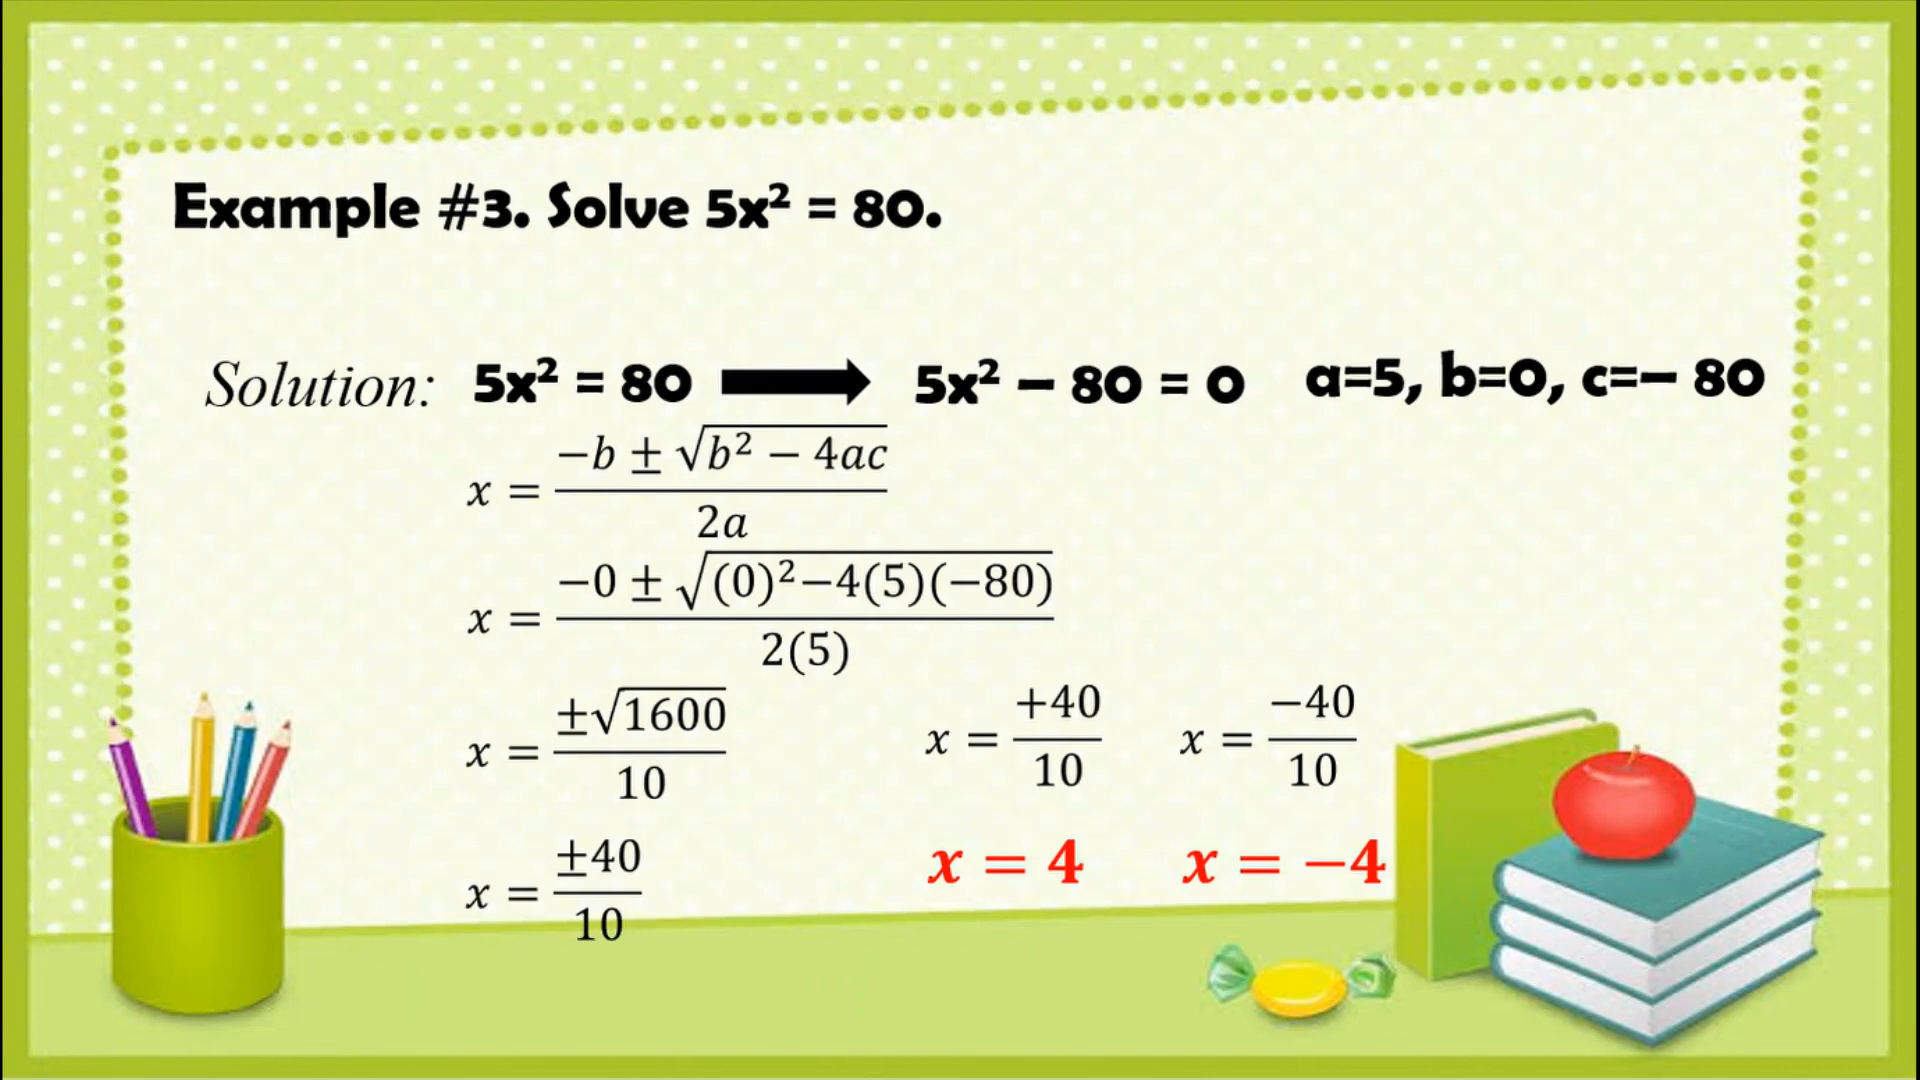 Example #3. Solve 5x² = 80.
Solution: 5x² = 80 5x² – 80 = 0 a=5, b=0, c=– 80
x = (−b ± √(b² − 4ac)) / 2a
x = (−0 ± √((0)²−4(5)(−80))) / 2(5)
x = ±√1600 / 10 x = +40 / 10 x = −40 / 10
x = ±40 / 10 x = 4 x = −4